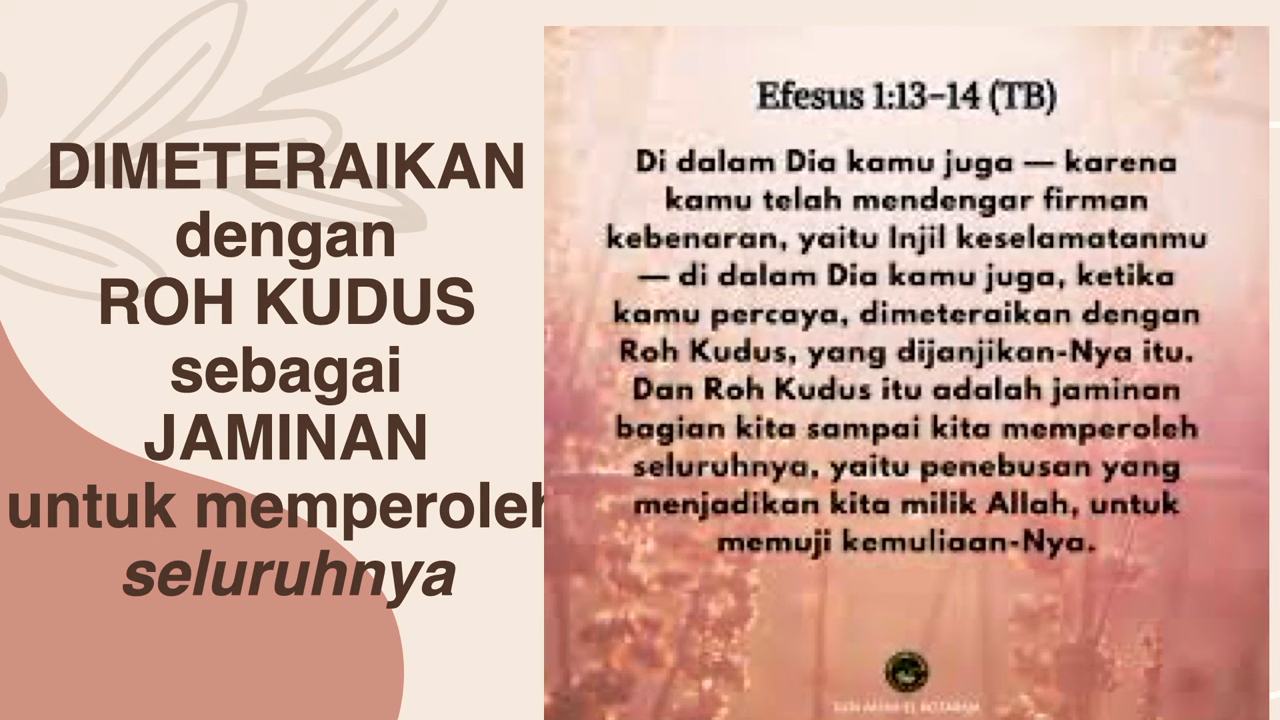 DIMETERAIKAN
dengan
ROH KUDUS
sebagai
JAMINAN
untuk memperoleh
seluruhnya
Efesus 1:13-14 (TB)
Di dalam Dia kamu juga — karena
kamu telah mendengar firman
kebenaran, yaitu Injil keselamatanmu
— di dalam Dia kamu juga, ketika
kamu percaya, dimeteraikan dengan
Roh Kudus, yang dijanjikan-Nya itu.
Dan Roh Kudus itu adalah jaminan
bagian kita sampai kita memperoleh
seluruhnya, yaitu penebusan yang
menjadikan kita milik Allah, untuk
memuji kemuliaan-Nya.